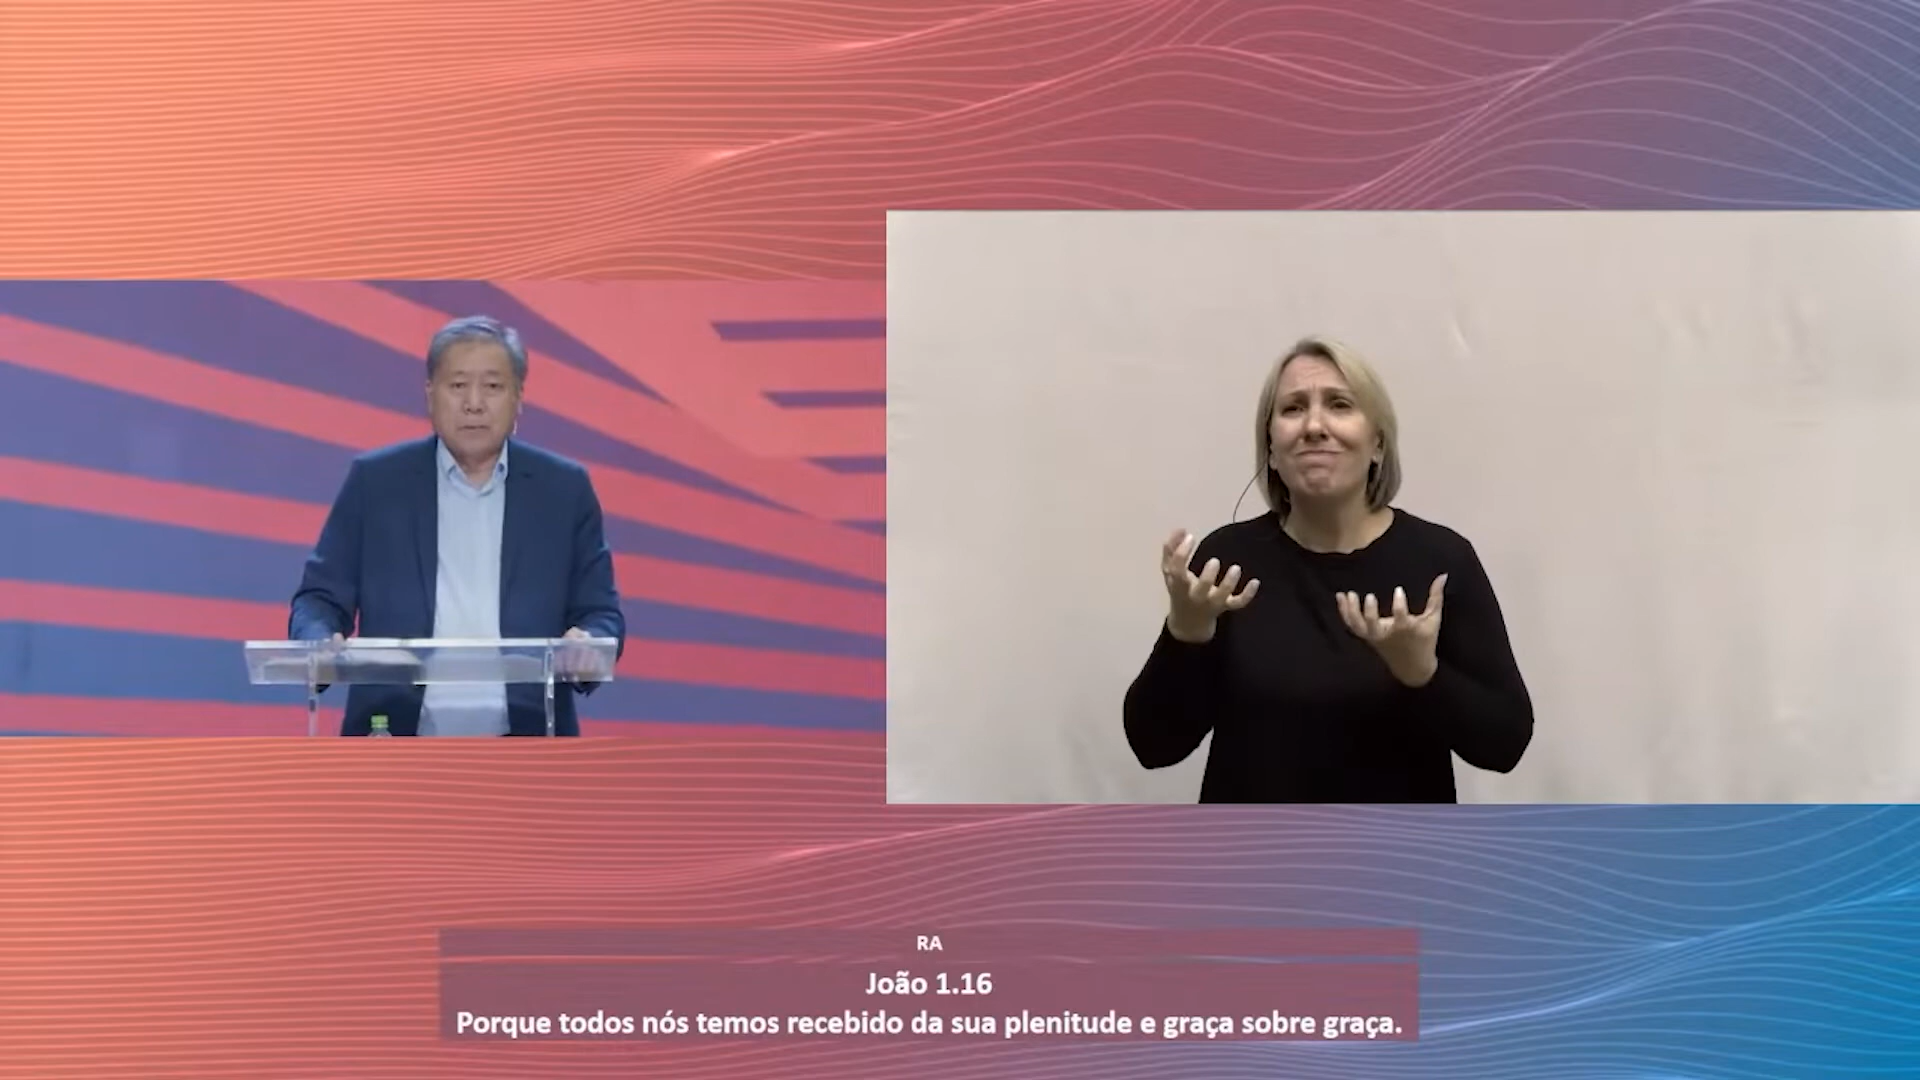 RA
João 1.16
Porque todos nós temos recebido da sua plenitude e graça sobre graça.